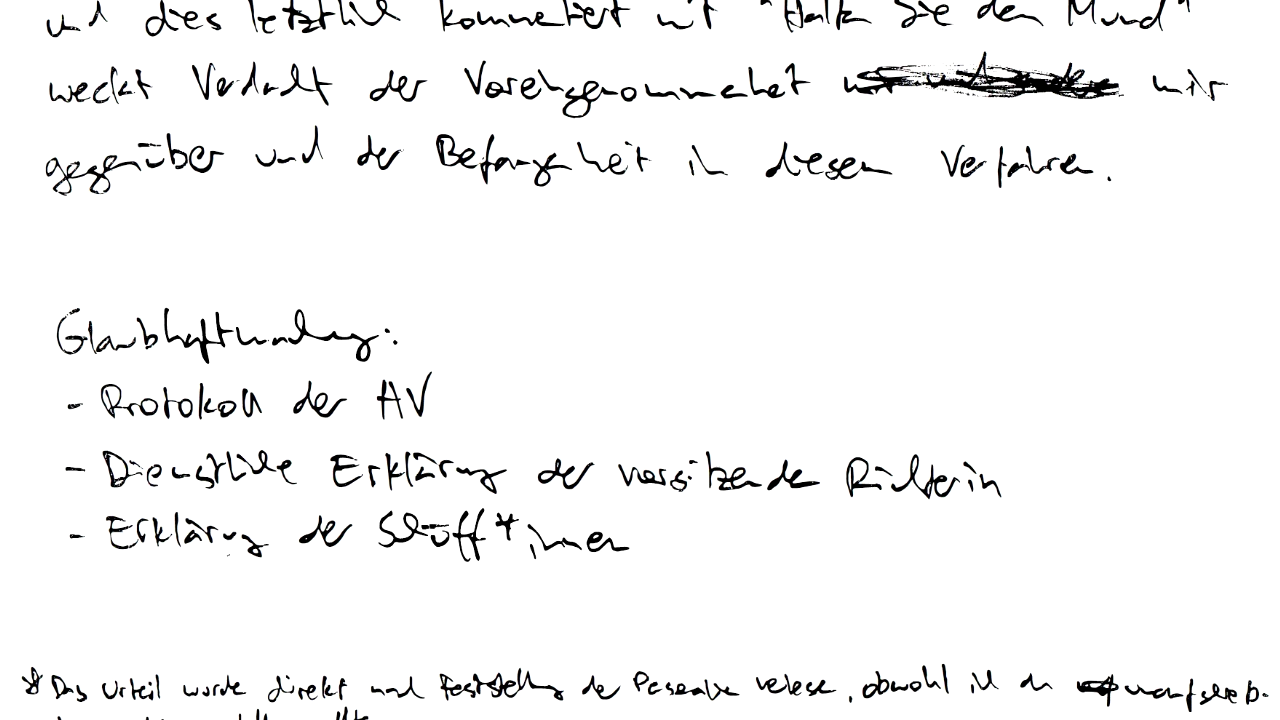 und dies letztlich kommentiert mit "Halten Sie den Mund"
weckt Verdacht der Voreingenommenheit mir
gegenüber und der Befangenheit in diesem Verfahren.
Glaubhaftmachung:
- Protokoll der HV
- Dienstliche Erklärung der vorsitzenden Richterin
- Erklärung der Schöff*innen
* Das Urteil wurde direkt nach Feststellung der Personalien verlesen, obwohl ich den